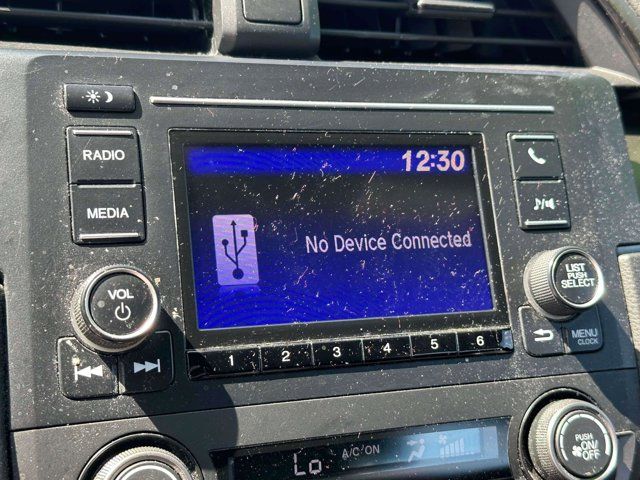 RADIO
MEDIA
VOL
12:30
No Device Connected
LIST
PUSH
SELECT
MENU
CLOCK
1 2 3 4 5 6
Lo
A/C ON
PUSH
ON/
OFF